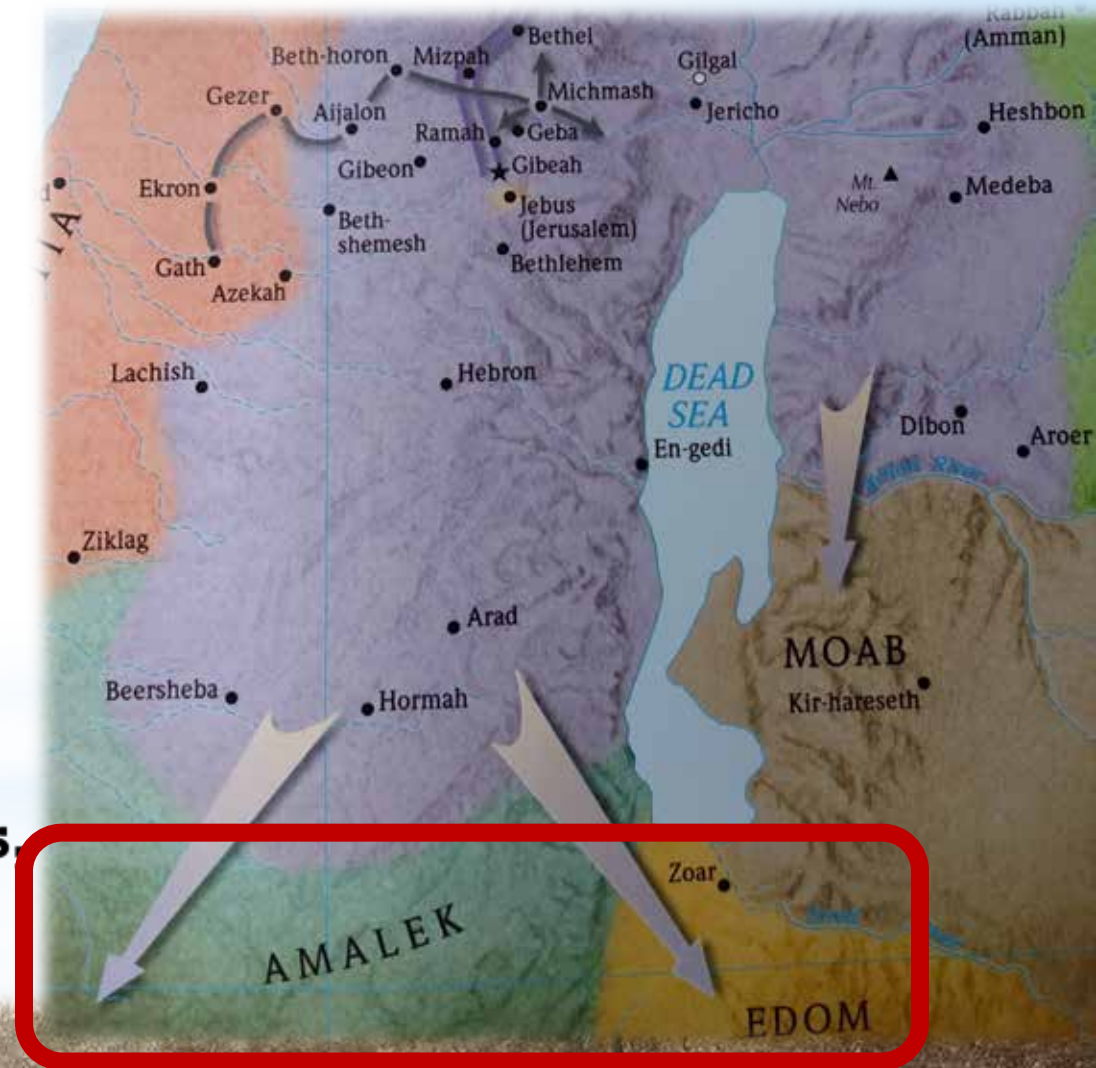 Rabbah
(Amman)
Bethel
Beth-horon
Mizpah
Gilgal
Michmash
Gezer
Aijalon
Jericho
Heshbon
Ramah
Geba
Gibeon
Gibeah
Mt.
Nebo
Medeba
Ekron
Jebus
(Jerusalem)
Beth-
shemesh
Bethlehem
Gath
Azekah
Lachish
Hebron
DEAD
SEA
Dibon
Aroer
En-gedi
River
Ziklag
Arad
MOAB
Beersheba
Hormah
Kir-hareseth
s.
Zoar
AMALEK
EDOM